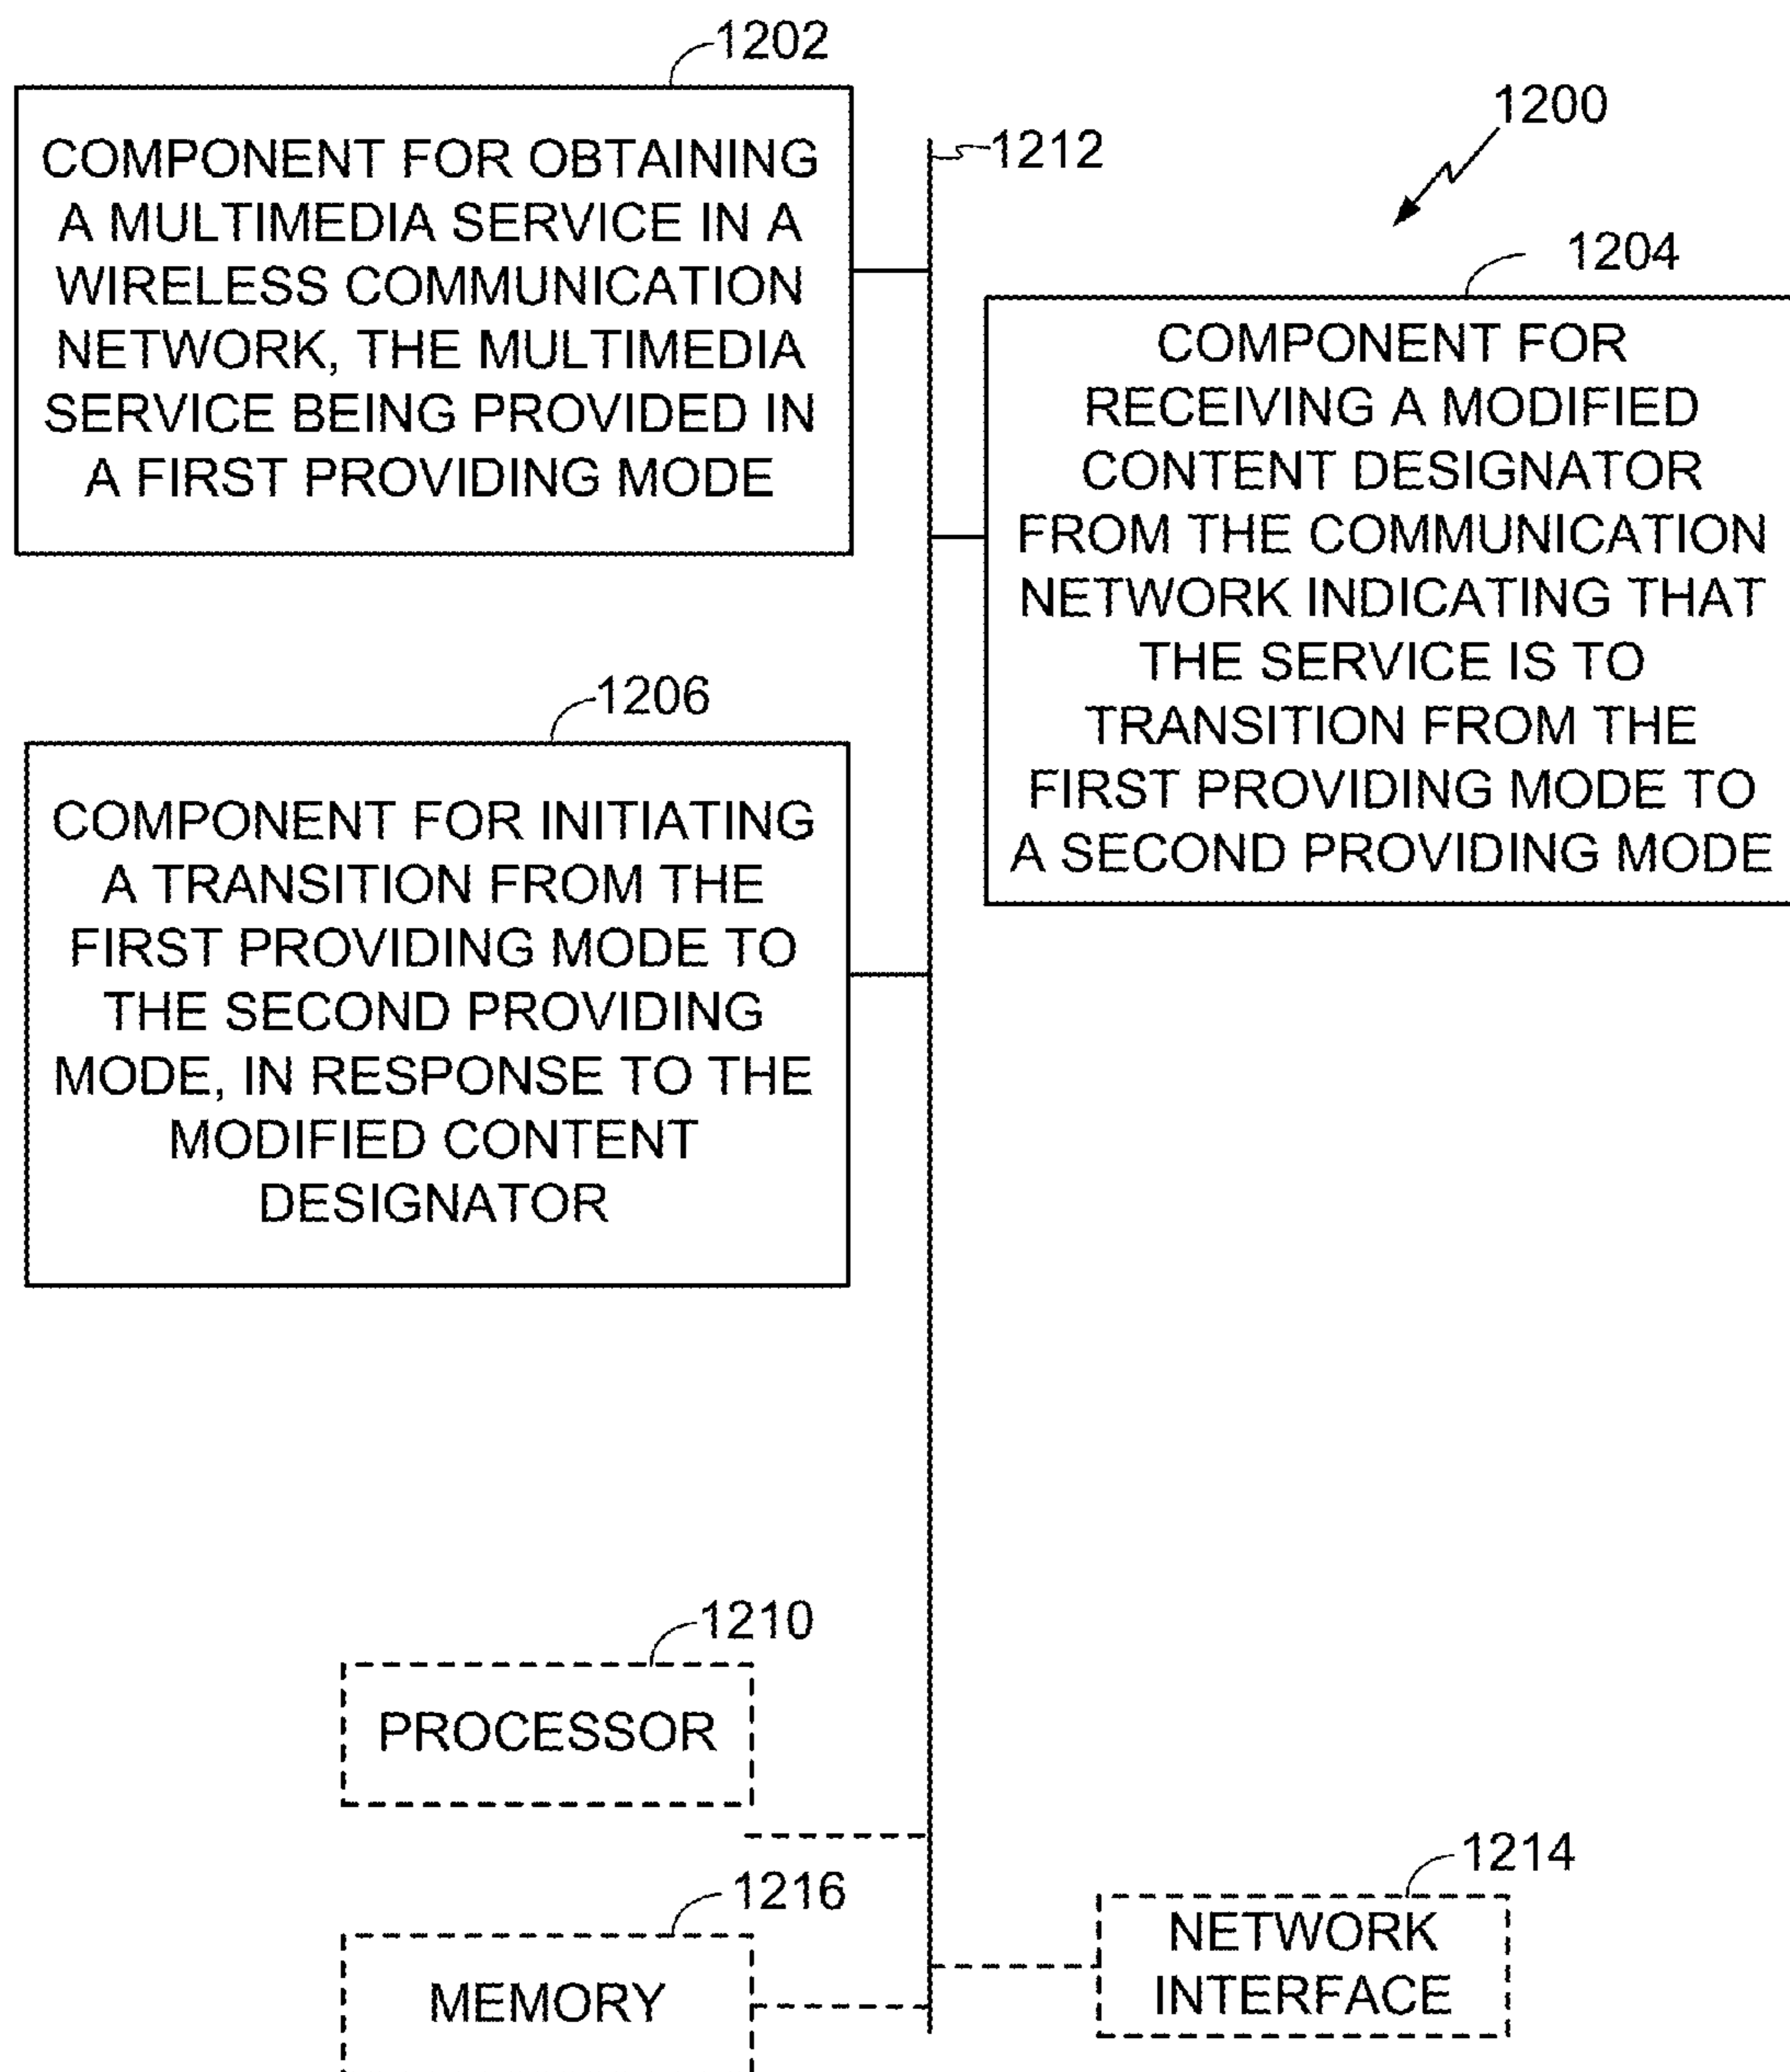 1202
COMPONENT FOR OBTAINING
A MULTIMEDIA SERVICE IN A
WIRELESS COMMUNICATION
NETWORK, THE MULTIMEDIA
SERVICE BEING PROVIDED IN
A FIRST PROVIDING MODE
1212
1200
1204
COMPONENT FOR
RECEIVING A MODIFIED
CONTENT DESIGNATOR
FROM THE COMMUNICATION
NETWORK INDICATING THAT
THE SERVICE IS TO
TRANSITION FROM THE
FIRST PROVIDING MODE TO
A SECOND PROVIDING MODE
1206
COMPONENT FOR INITIATING
A TRANSITION FROM THE
FIRST PROVIDING MODE TO
THE SECOND PROVIDING
MODE, IN RESPONSE TO THE
MODIFIED CONTENT
DESIGNATOR
1210
PROCESSOR
1216
MEMORY
1214
NETWORK
INTERFACE